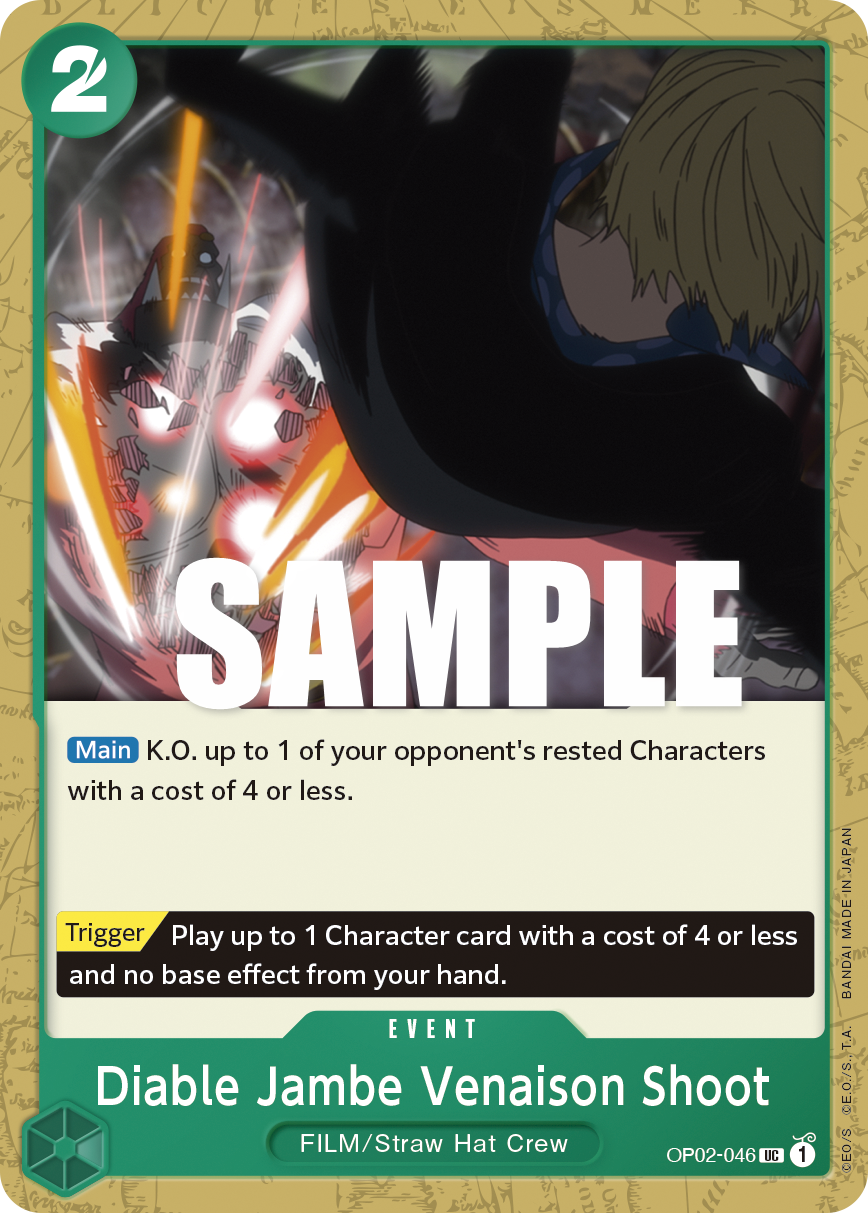 2
SAMPLE
Main K.O. up to 1 of your opponent's rested Characters
with a cost of 4 or less.
Trigger Play up to 1 Character card with a cost of 4 or less
and no base effect from your hand.
EVENT
Diable Jambe Venaison Shoot
FILM/Straw Hat Crew
OP02-046 UC 1
©EO/S ©E.O./S., T.A. BANDAI MADE IN JAPAN